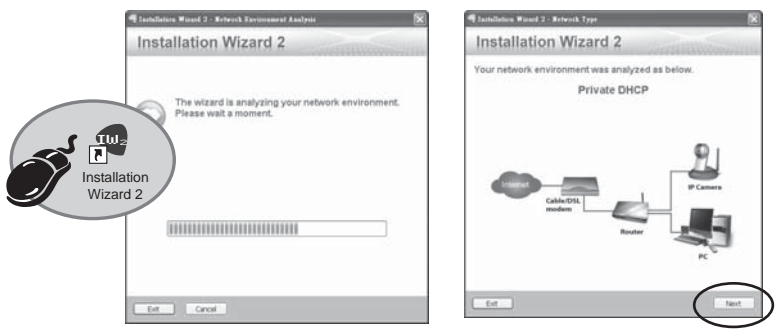 Installation Wizard 2 - Network Environment Analysis
Installation Wizard 2
The wizard is analyzing your network environment.
Please wait a moment.
IW2
Installation
Wizard 2
Exit
Cancel
Installation Wizard 2 - Network Type
Installation Wizard 2
Your network environment was analyzed as below.
Private DHCP
Internet
Cable/DSL
modem
Router
IP Camera
PC
Exit
Next